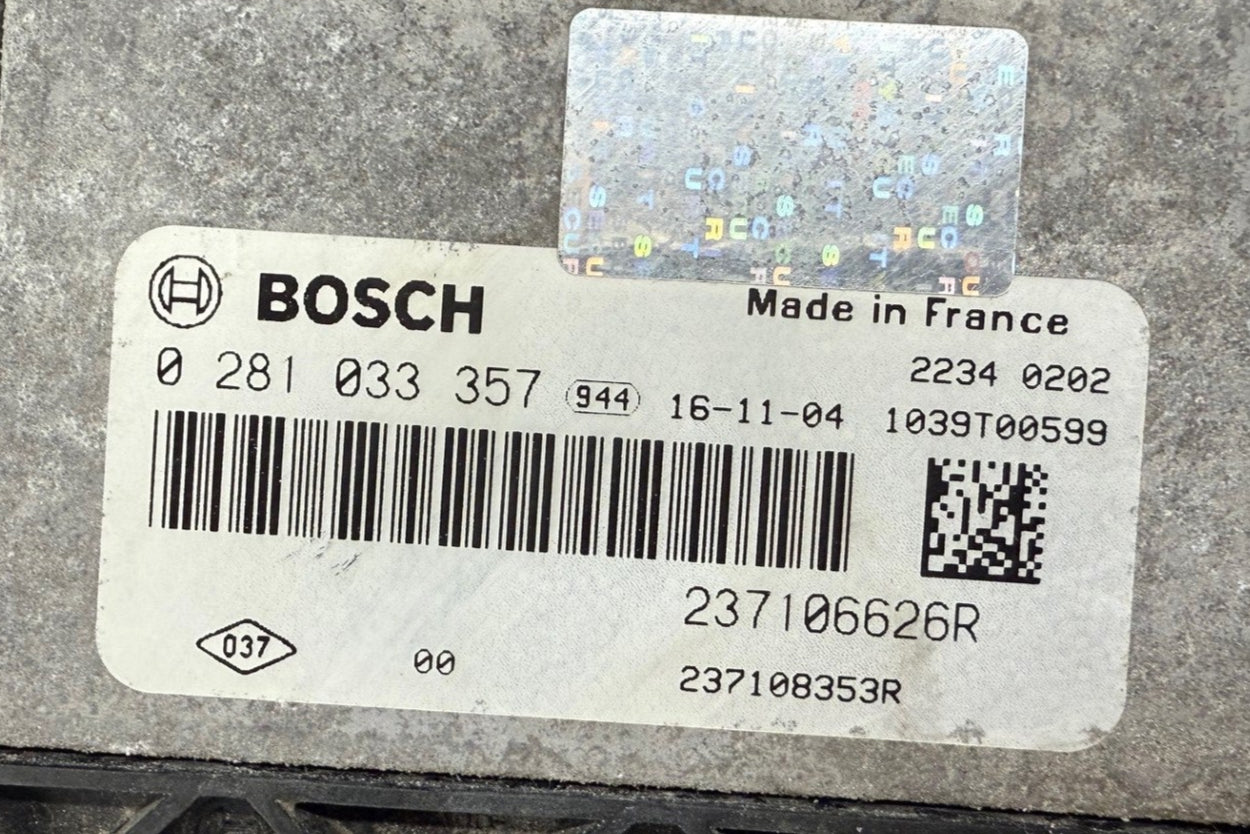 BOSCH
Made in France
0 281 033 357 944 16-11-04
2234 0202
1039T00599
237106626R
037 00
237108353R